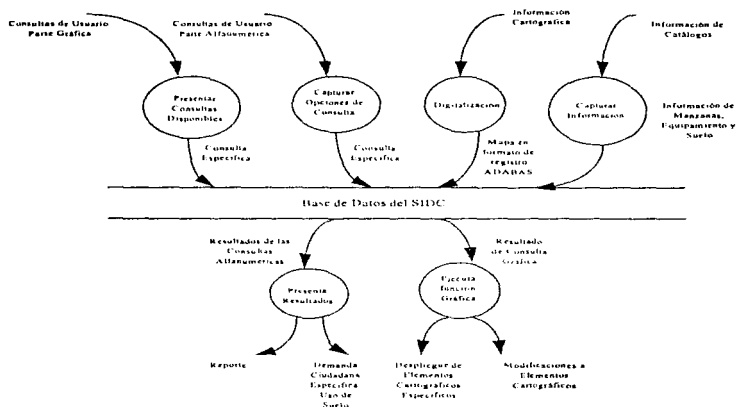 Consultas de Usuario
Parte Gráfica
Consultas de Usuario
Parte Alfanumérica
Información
Cartográfica
Información de
Catálogos
Presentar
Consultas
Disponibles
Capturar
Opciones de
Consulta
Digitalización
Capturar
Información
Información de
Manzanas,
Equipamiento y
Suelo
Consulta
Específica
Consulta
Específica
Mapa en
formato de
registro
ADABAS
Base de Datos del SIDC
Resultados de las
Consultas
Alfanuméricas
Resultado
de Consulta
Gráfica
Presenta
Resultados
Ejecuta
función
Gráfica
Reporte
Demanda
Ciudadana
Específica
Uso de
Suelo
Despliegue de
Elementos
Cartográficos
Específicos
Modificaciones a
Elementos
Cartográficos